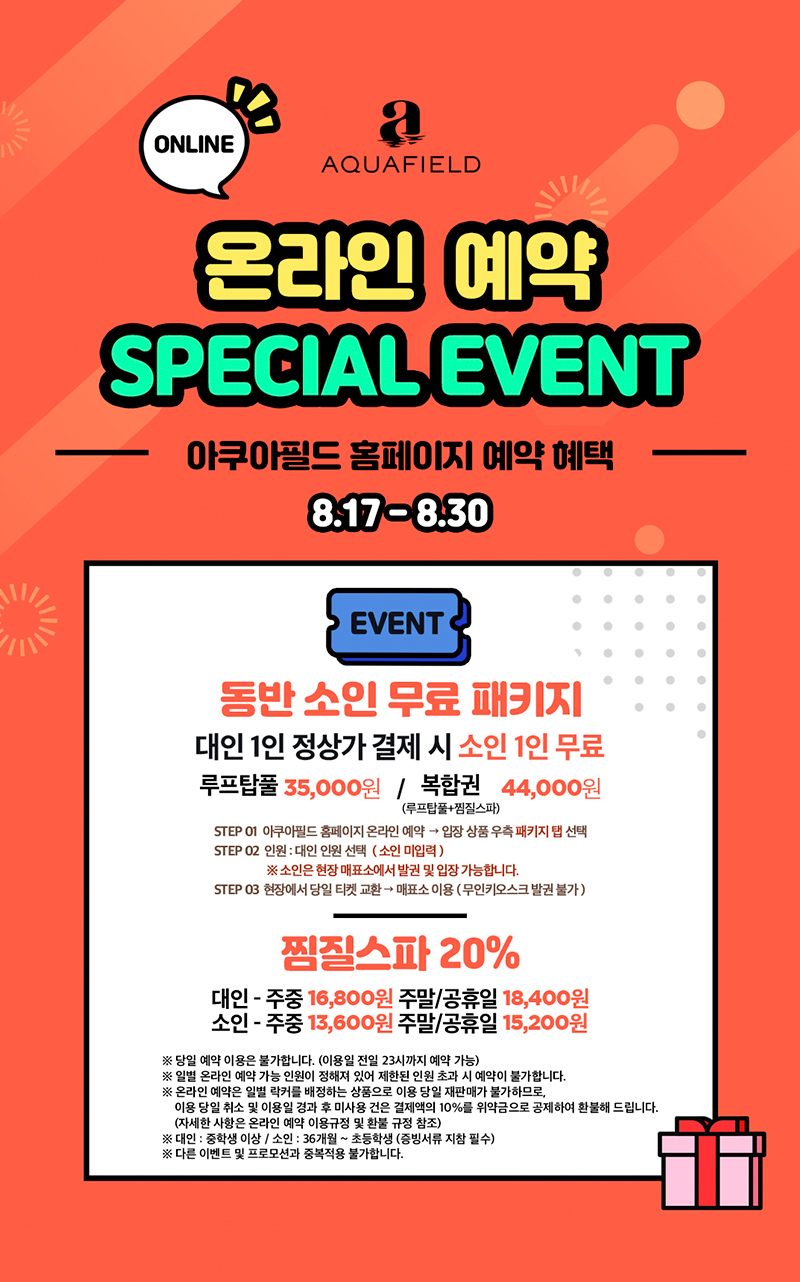 ONLINE
a
AQUAFIELD
온라인 예약
SPECIAL EVENT
아쿠아필드 홈페이지 예약 혜택
8.17 - 8.30
EVENT
동반 소인 무료 패키지
대인 1인 정상가 결제 시 소인 1인 무료
루프탑풀 35,000원 / 복합권 44,000원
(루프탑풀+찜질스파)
STEP 01 아쿠아필드 홈페이지 온라인 예약 → 입장 상품 우측 패키지 탭 선택
STEP 02 인원 : 대인 인원 선택 ( 소인 미입력 )
※ 소인은 현장 매표소에서 발권 및 입장 가능합니다.
STEP 03 현장에서 당일 티켓 교환 → 매표소 이용 ( 무인키오스크 발권 불가 )
찜질스파 20%
대인 - 주중 16,800원 주말/공휴일 18,400원
소인 - 주중 13,600원 주말/공휴일 15,200원
※ 당일 예약 이용은 불가합니다. (이용일 전일 23시까지 예약 가능)
※ 일별 온라인 예약 가능 인원이 정해져 있어 제한된 인원 초과 시 예약이 불가합니다.
※ 온라인 예약은 일별 락커를 배정하는 상품으로 이용 당일 재판매가 불가하므로,
이용 당일 취소 및 이용일 경과 후 미사용 건은 결제액의 10%를 위약금으로 공제하여 환불해 드립니다.
(자세한 사항은 온라인 예약 이용규정 및 환불 규정 참조)
※ 대인 : 중학생 이상 / 소인 : 36개월 ~ 초등학생 (증빙서류 지참 필수)
※ 다른 이벤트 및 프로모션과 중복적용 불가합니다.